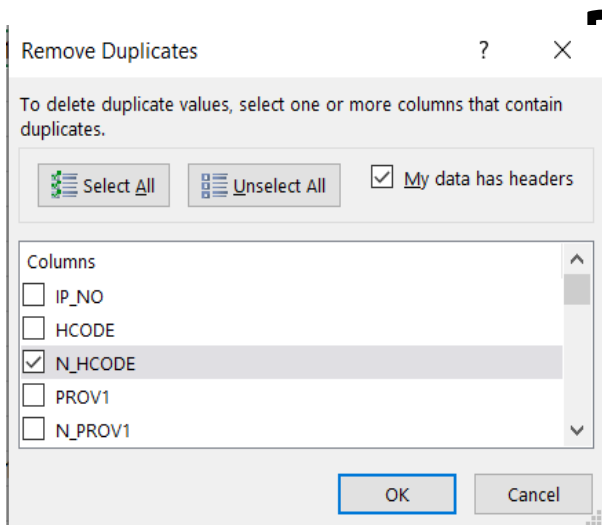 Remove Duplicates ?
To delete duplicate values, select one or more columns that contain
duplicates.
Select All Unselect All My data has headers
Columns
IP_NO
HCODE
N_HCODE
PROV1
N_PROV1
OK Cancel